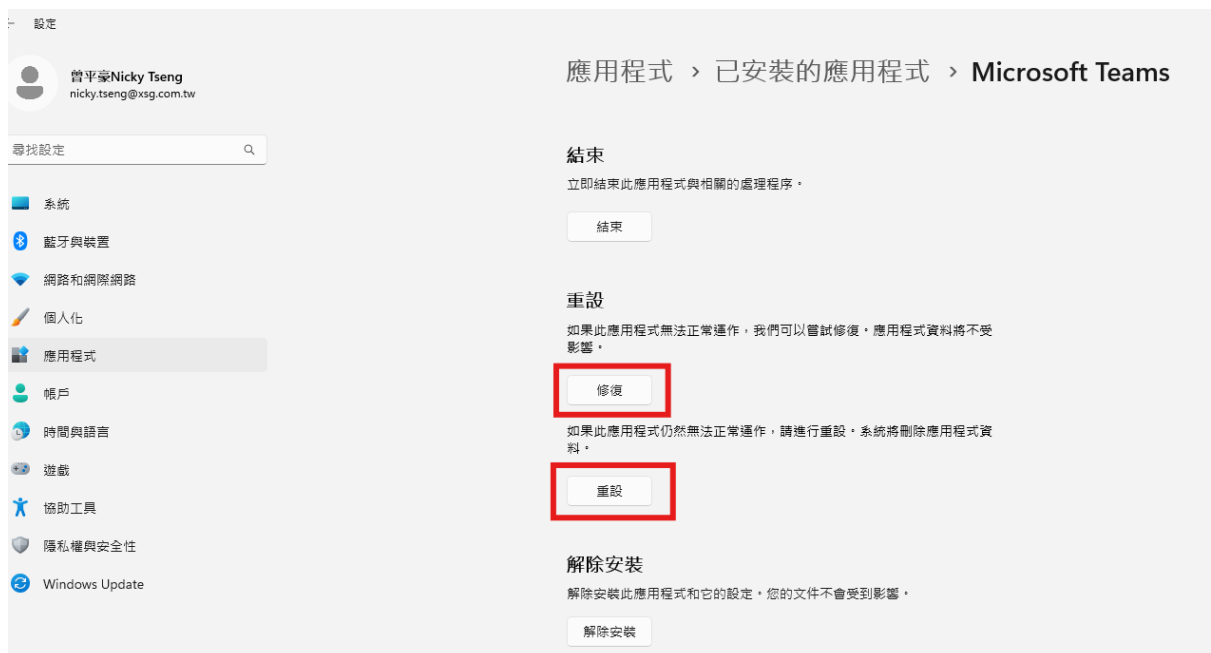 設定
曾平豪Nicky Tseng
nicky.tseng@xsg.com.tw
尋找設定
系統
藍牙與裝置
網路和網際網路
個人化
應用程式
帳戶
時間與語言
遊戲
協助工具
隱私權與安全性
Windows Update
應用程式 › 已安裝的應用程式 › Microsoft Teams
結束
立即結束此應用程式與相關的處理程序。
結束
重設
如果此應用程式無法正常運作，我們可以嘗試修復。應用程式資料將不受
影響。
修復
如果此應用程式仍然無法正常運作，請進行重設。系統將刪除應用程式資
料。
重設
解除安裝
解除安裝此應用程式和它的設定。您的文件不會受到影響。
解除安裝